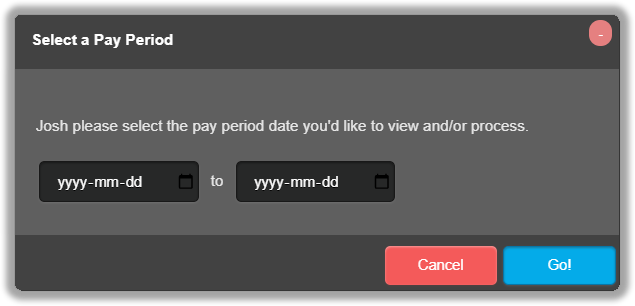 Select a Pay Period
-
Josh please select the pay period date you'd like to view and/or process.
yyyy-mm-dd to yyyy-mm-dd
Cancel Go!